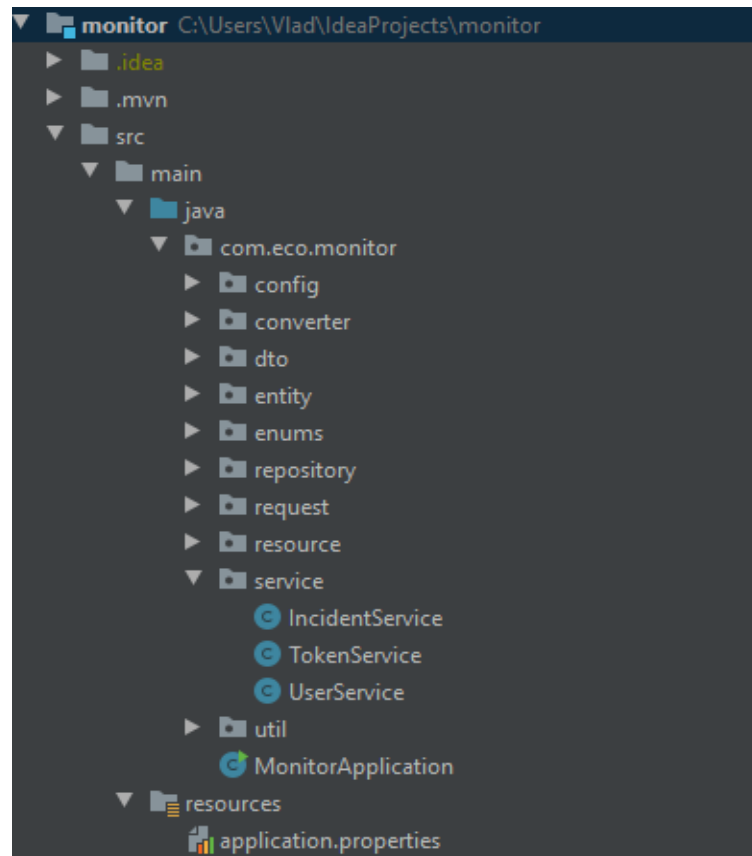 monitor C:\Users\Vlad\IdeaProjects\monitor
.idea
.mvn
src
main
java
com.eco.monitor
config
converter
dto
entity
enums
repository
request
resource
service
IncidentService
TokenService
UserService
util
MonitorApplication
resources
application.properties